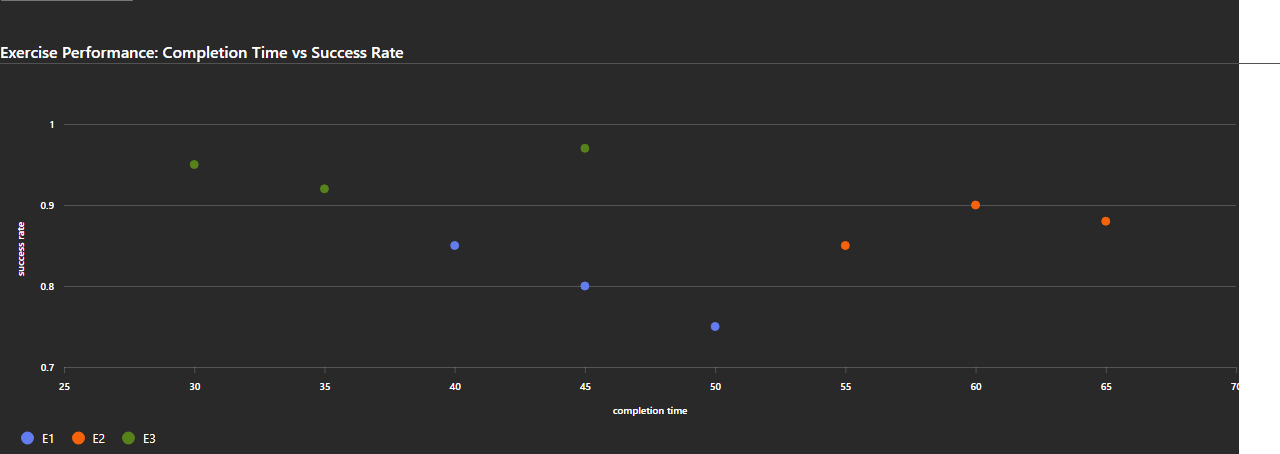 Exercise Performance: Completion Time vs Success Rate
1
0.9
0.8
0.7
success rate
25 30 35 40 45 50 55 60 65 70
completion time
E1 E2 E3